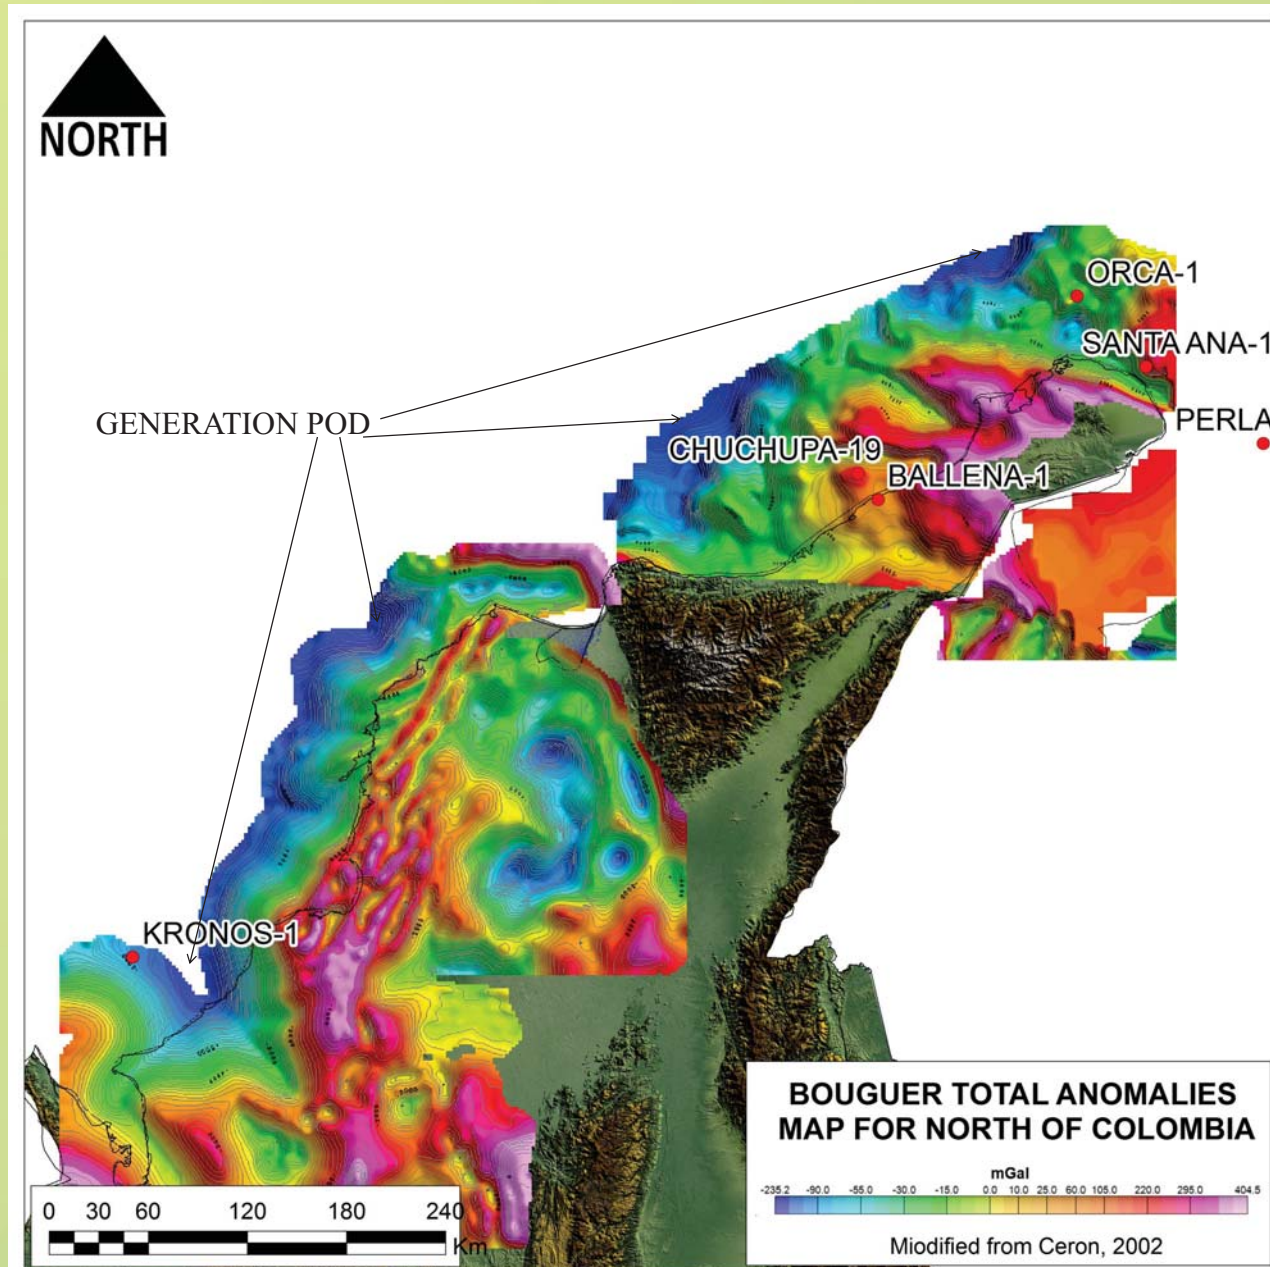 NORTH
ORCA-1
SANTA ANA-1
GENERATION POD
PERLA
CHUCHUPA-19
BALLENA-1
KRONOS-1
BOUGUER TOTAL ANOMALIES
MAP FOR NORTH OF COLOMBIA
mGal
-235.2 -90.0 -55.0 -30.0 -15.0 0.0 10.0 25.0 60.0 105.0 220.0 295.0 404.5
Miodified from Ceron, 2002
0 30 60 120 180 240
Km